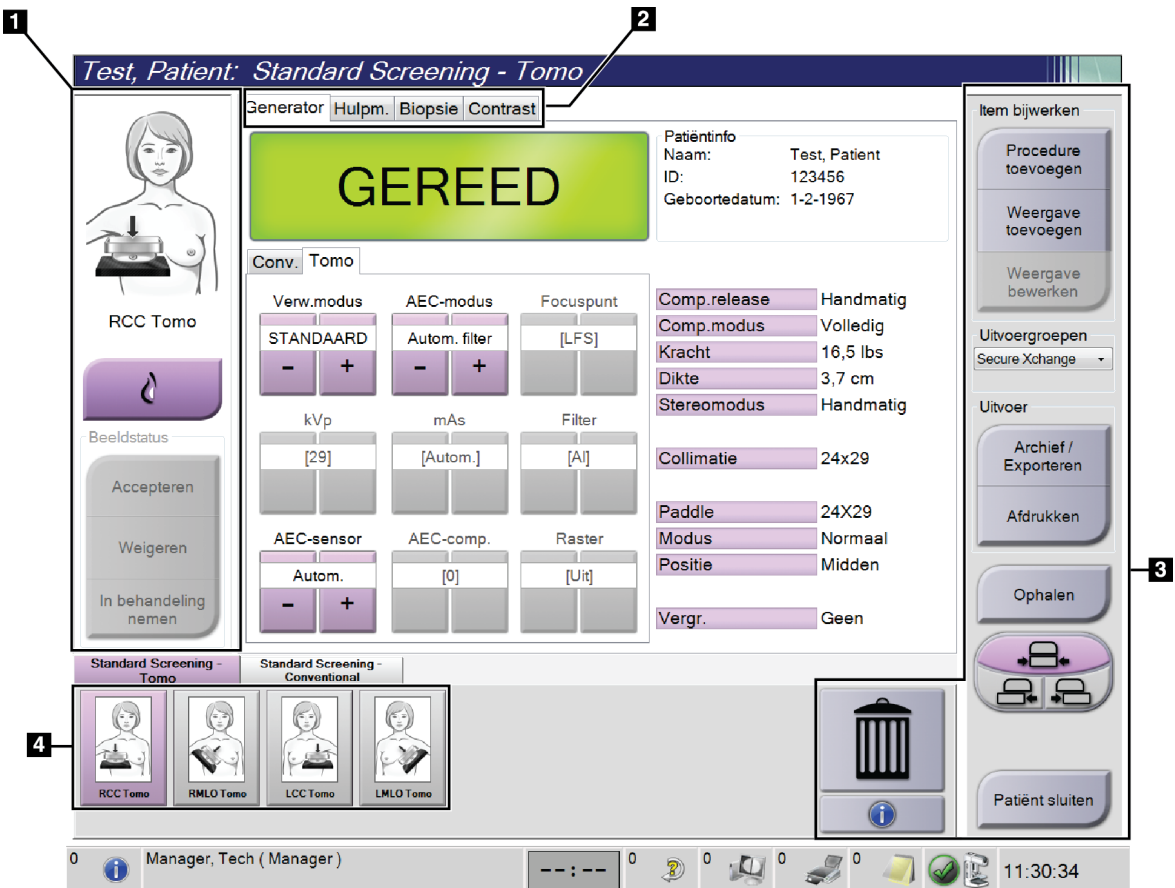 1
2
Test, Patient: Standard Screening - Tomo
Generator Hulpm. Biopsie Contrast
GEREED
Patiëntinfo
Naam: Test, Patient
ID: 123456
Geboortedatum: 1-2-1967
RCC Tomo
Beeldstatus
Accepteren
Weigeren
In behandeling
nemen
Conv. Tomo
Verw.modus AEC-modus Focuspunt
STANDAARD Autom. filter [LFS]
- + - +
kVp mAs Filter
[29] [Autom.] [Al]
AEC-sensor AEC-comp. Raster
Autom. [0] [Uit]
- +
Comp.release Handmatig
Comp.modus Volledig
Kracht 16,5 lbs
Dikte 3,7 cm
Stereomodus Handmatig
Collimatie 24x29
Paddle 24X29
Modus Normaal
Positie Midden
Vergr. Geen
Item bijwerken
Procedure
toevoegen
Weergave
toevoegen
Weergave
bewerken
Uitvoergroepen
Secure Xchange
Uitvoer
Archief /
Exporteren
Afdrukken
Ophalen
Patiënt sluiten
3
Standard Screening -
Tomo
Standard Screening -
Conventional
4
RCC Tomo RMLO Tomo LCC Tomo LMLO Tomo
0 Manager, Tech ( Manager ) --:-- 0 0 0 0 11:30:34